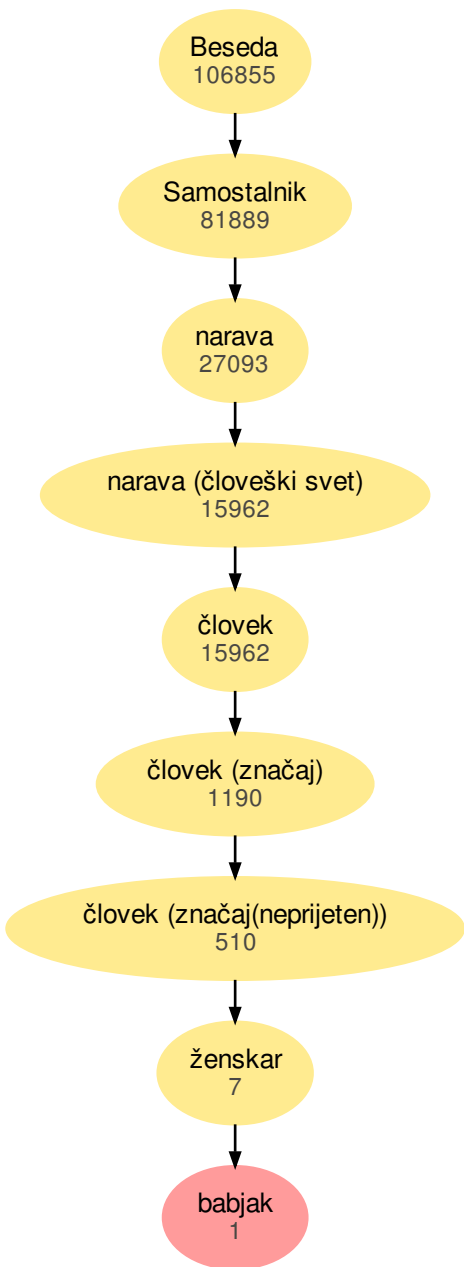 Beseda
106855
Samostalnik
81889
narava
27093
narava (človeški svet)
15962
človek
15962
človek (značaj)
1190
človek (značaj(neprijeten))
510
ženskar
7
babjak
1